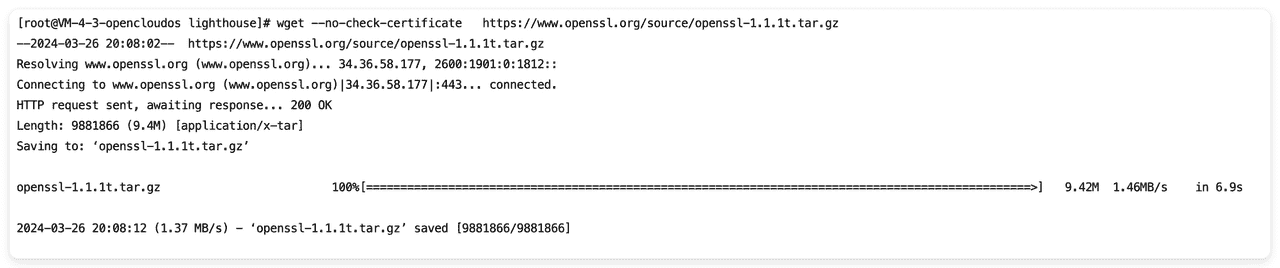 [root@VM-4-3-opencloudos lighthouse]# wget --no-check-certificate   https://www.openssl.org/source/openssl-1.1.1t.tar.gz
--2024-03-26 20:08:02--  https://www.openssl.org/source/openssl-1.1.1t.tar.gz
Resolving www.openssl.org (www.openssl.org)... 34.36.58.177, 2600:1901:0:1812::
Connecting to www.openssl.org (www.openssl.org)|34.36.58.177|:443... connected.
HTTP request sent, awaiting response... 200 OK
Length: 9881866 (9.4M) [application/x-tar]
Saving to: ‘openssl-1.1.1t.tar.gz’
openssl-1.1.1t.tar.gz                         100%[=================================================================================================>]   9.42M  1.46MB/s    in 6.9s
2024-03-26 20:08:12 (1.37 MB/s) - ‘openssl-1.1.1t.tar.gz’ saved [9881866/9881866]